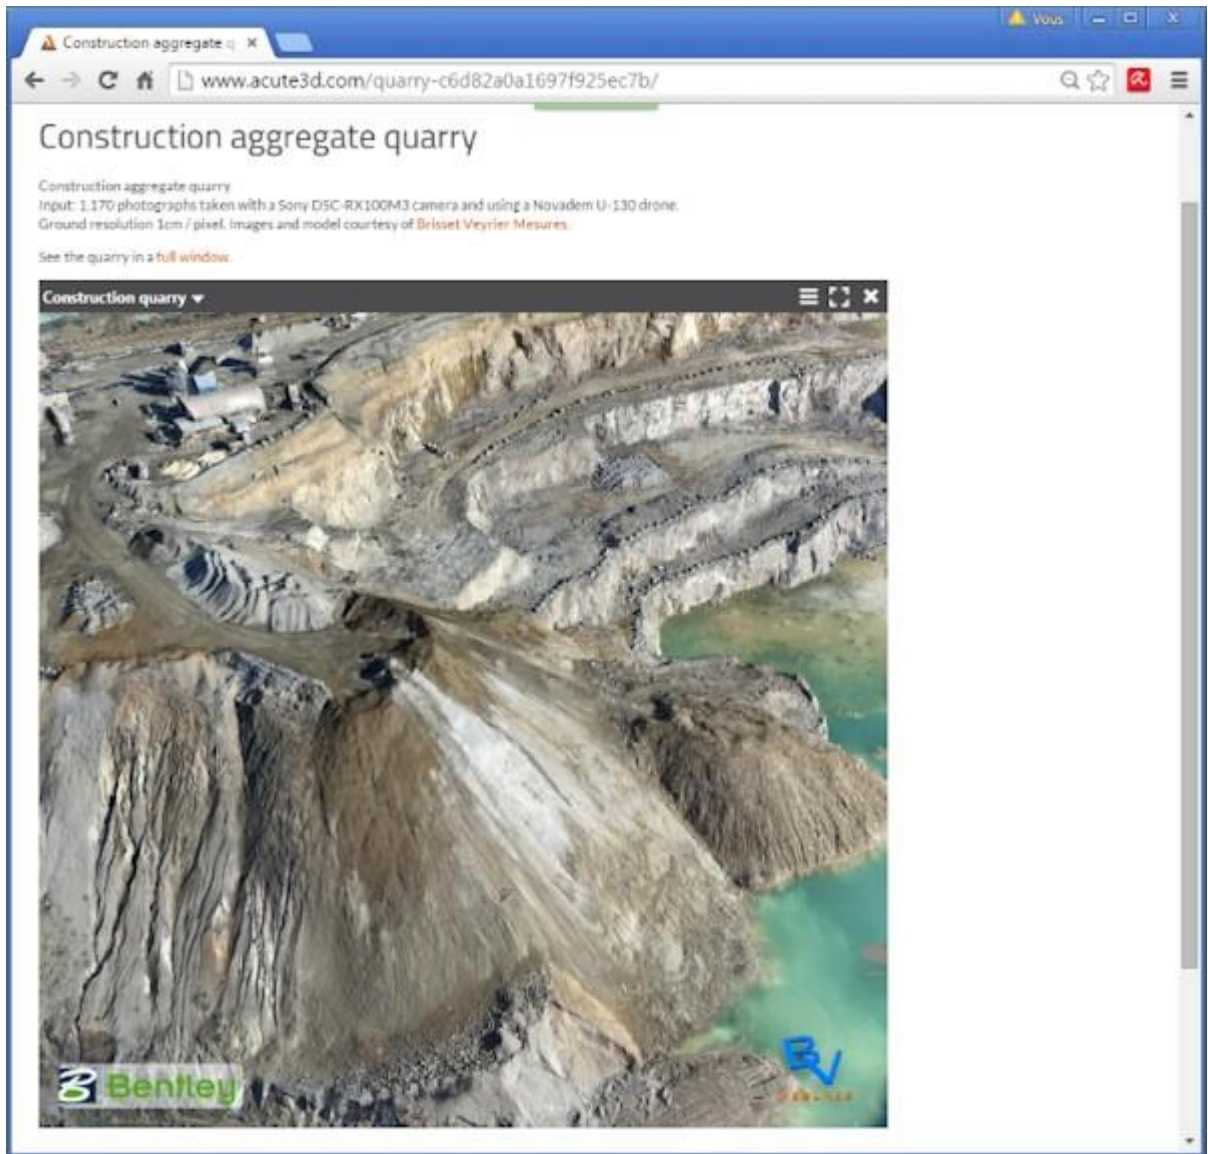 Vous
Construction aggregate q
www.acute3d.com/quarry-c6d82a0a1697f925ec7b/
Construction aggregate quarry
Construction aggregate quarry
Input: 1.170 photographs taken with a Sony DSC-RX100M3 camera and using a Novadem U-130 drone.
Ground resolution 1cm / pixel. Images and model courtesy of Brisset Veyrier Mesures.
See the quarry in a full window.
Construction quarry
B Bentley
BV